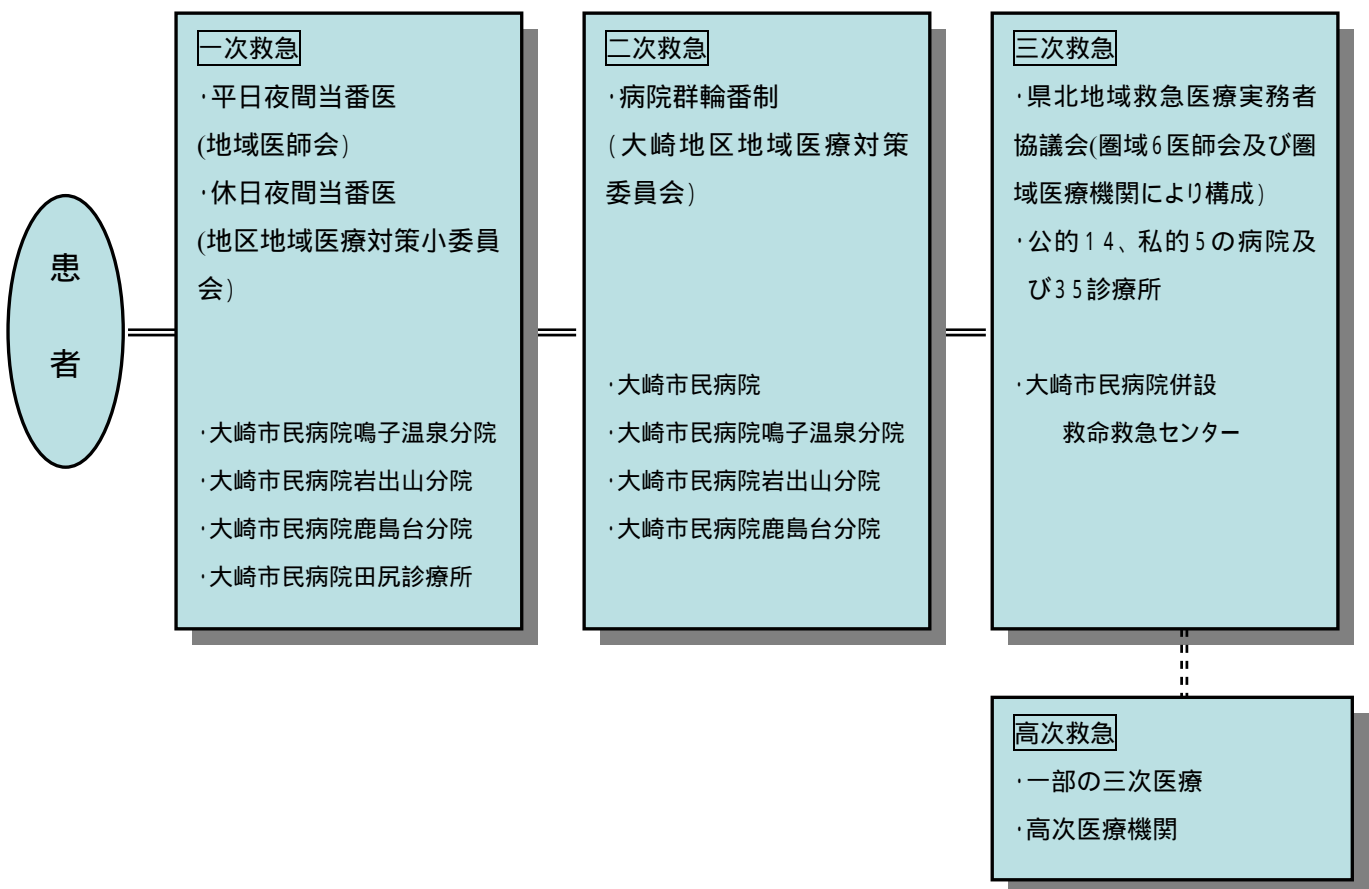 患
者
一次救急
・平日夜間当番医
(地域医師会)
・休日夜間当番医
(地区地域医療対策小委員
会)
・大崎市民病院鳴子温泉分院
・大崎市民病院岩出山分院
・大崎市民病院鹿島台分院
・大崎市民病院田尻診療所
二次救急
・病院群輪番制
(大崎地区地域医療対策
委員会)
・大崎市民病院
・大崎市民病院鳴子温泉分院
・大崎市民病院岩出山分院
・大崎市民病院鹿島台分院
三次救急
・県北地域救急医療実務者
協議会(圏域6医師会及び圏
域医療機関により構成)
・公的14、私的5の病院及
び35診療所
・大崎市民病院併設
救命救急センター
高次救急
・一部の三次医療
・高次医療機関